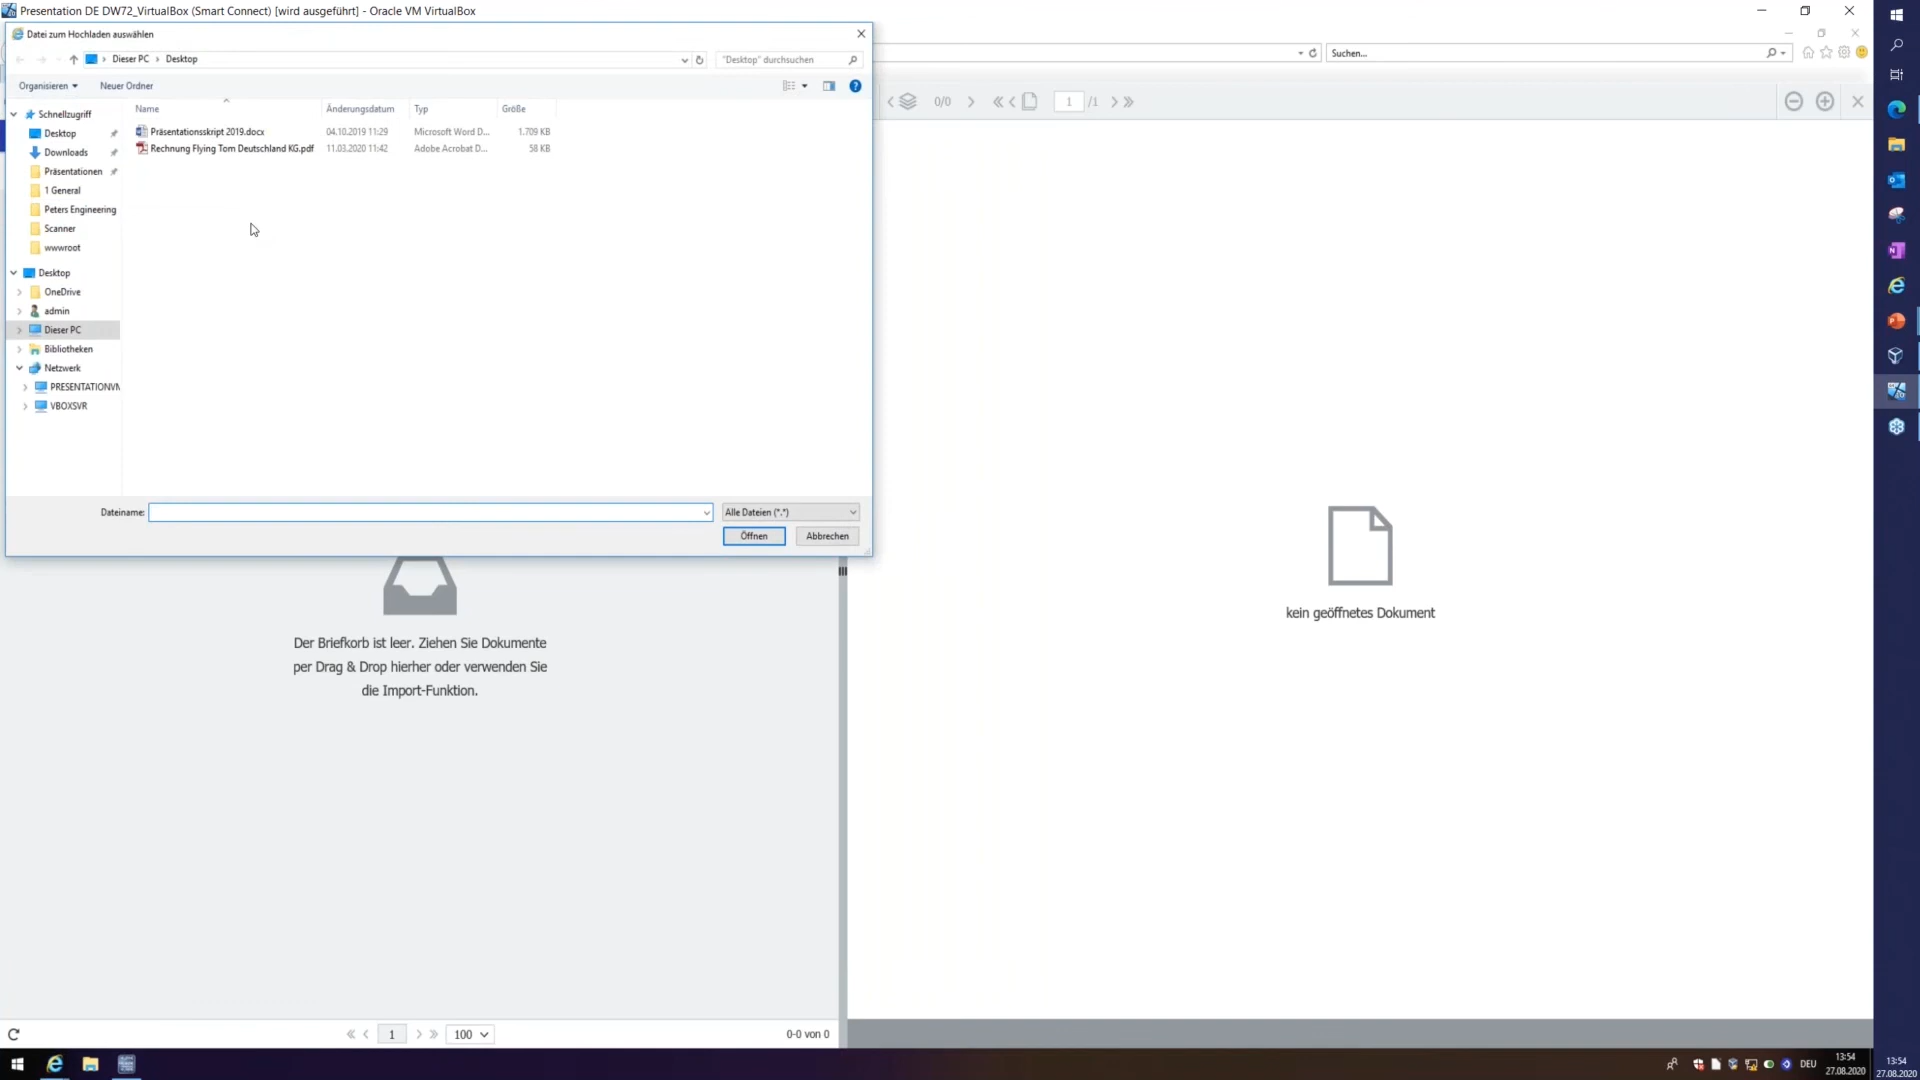 Presentation DE DW72_VirtualBox (Smart Connect) [wird ausgeführt] - Oracle VM VirtualBox
Datei zum Hochladen auswählen
Dieser PC
Desktop
"Desktop" durchsuchen
Suchen...
Organisieren
Neuer Ordner
0/0
1
/1
Name
Änderungsdatum
Typ
Größe
Präsentationsskript 2019.docx
04.10.2019 11:29
Microsoft Word D...
1.709 KB
Rechnung Flying Tom Deutschland KG.pdf
11.03.2020 11:42
Adobe Acrobat D...
58 KB
Schnellzugriff
Desktop
Downloads
Präsentationen
1 General
Peters Engineering
Scanner
wwwroot
Desktop
OneDrive
admin
Dieser PC
Bibliotheken
Netzwerk
PRESENTATIONVM
VBOXSVR
Dateiname:
Alle Dateien (*.*)
Öffnen
Abbrechen
Der Briefkorb ist leer. Ziehen Sie Dokumente
per Drag & Drop hierher oder verwenden Sie
die Import-Funktion.
kein geöffnetes Dokument
1
100
0-0 von 0
DEU
13:54
27.08.2020
13:54
27.08.2020